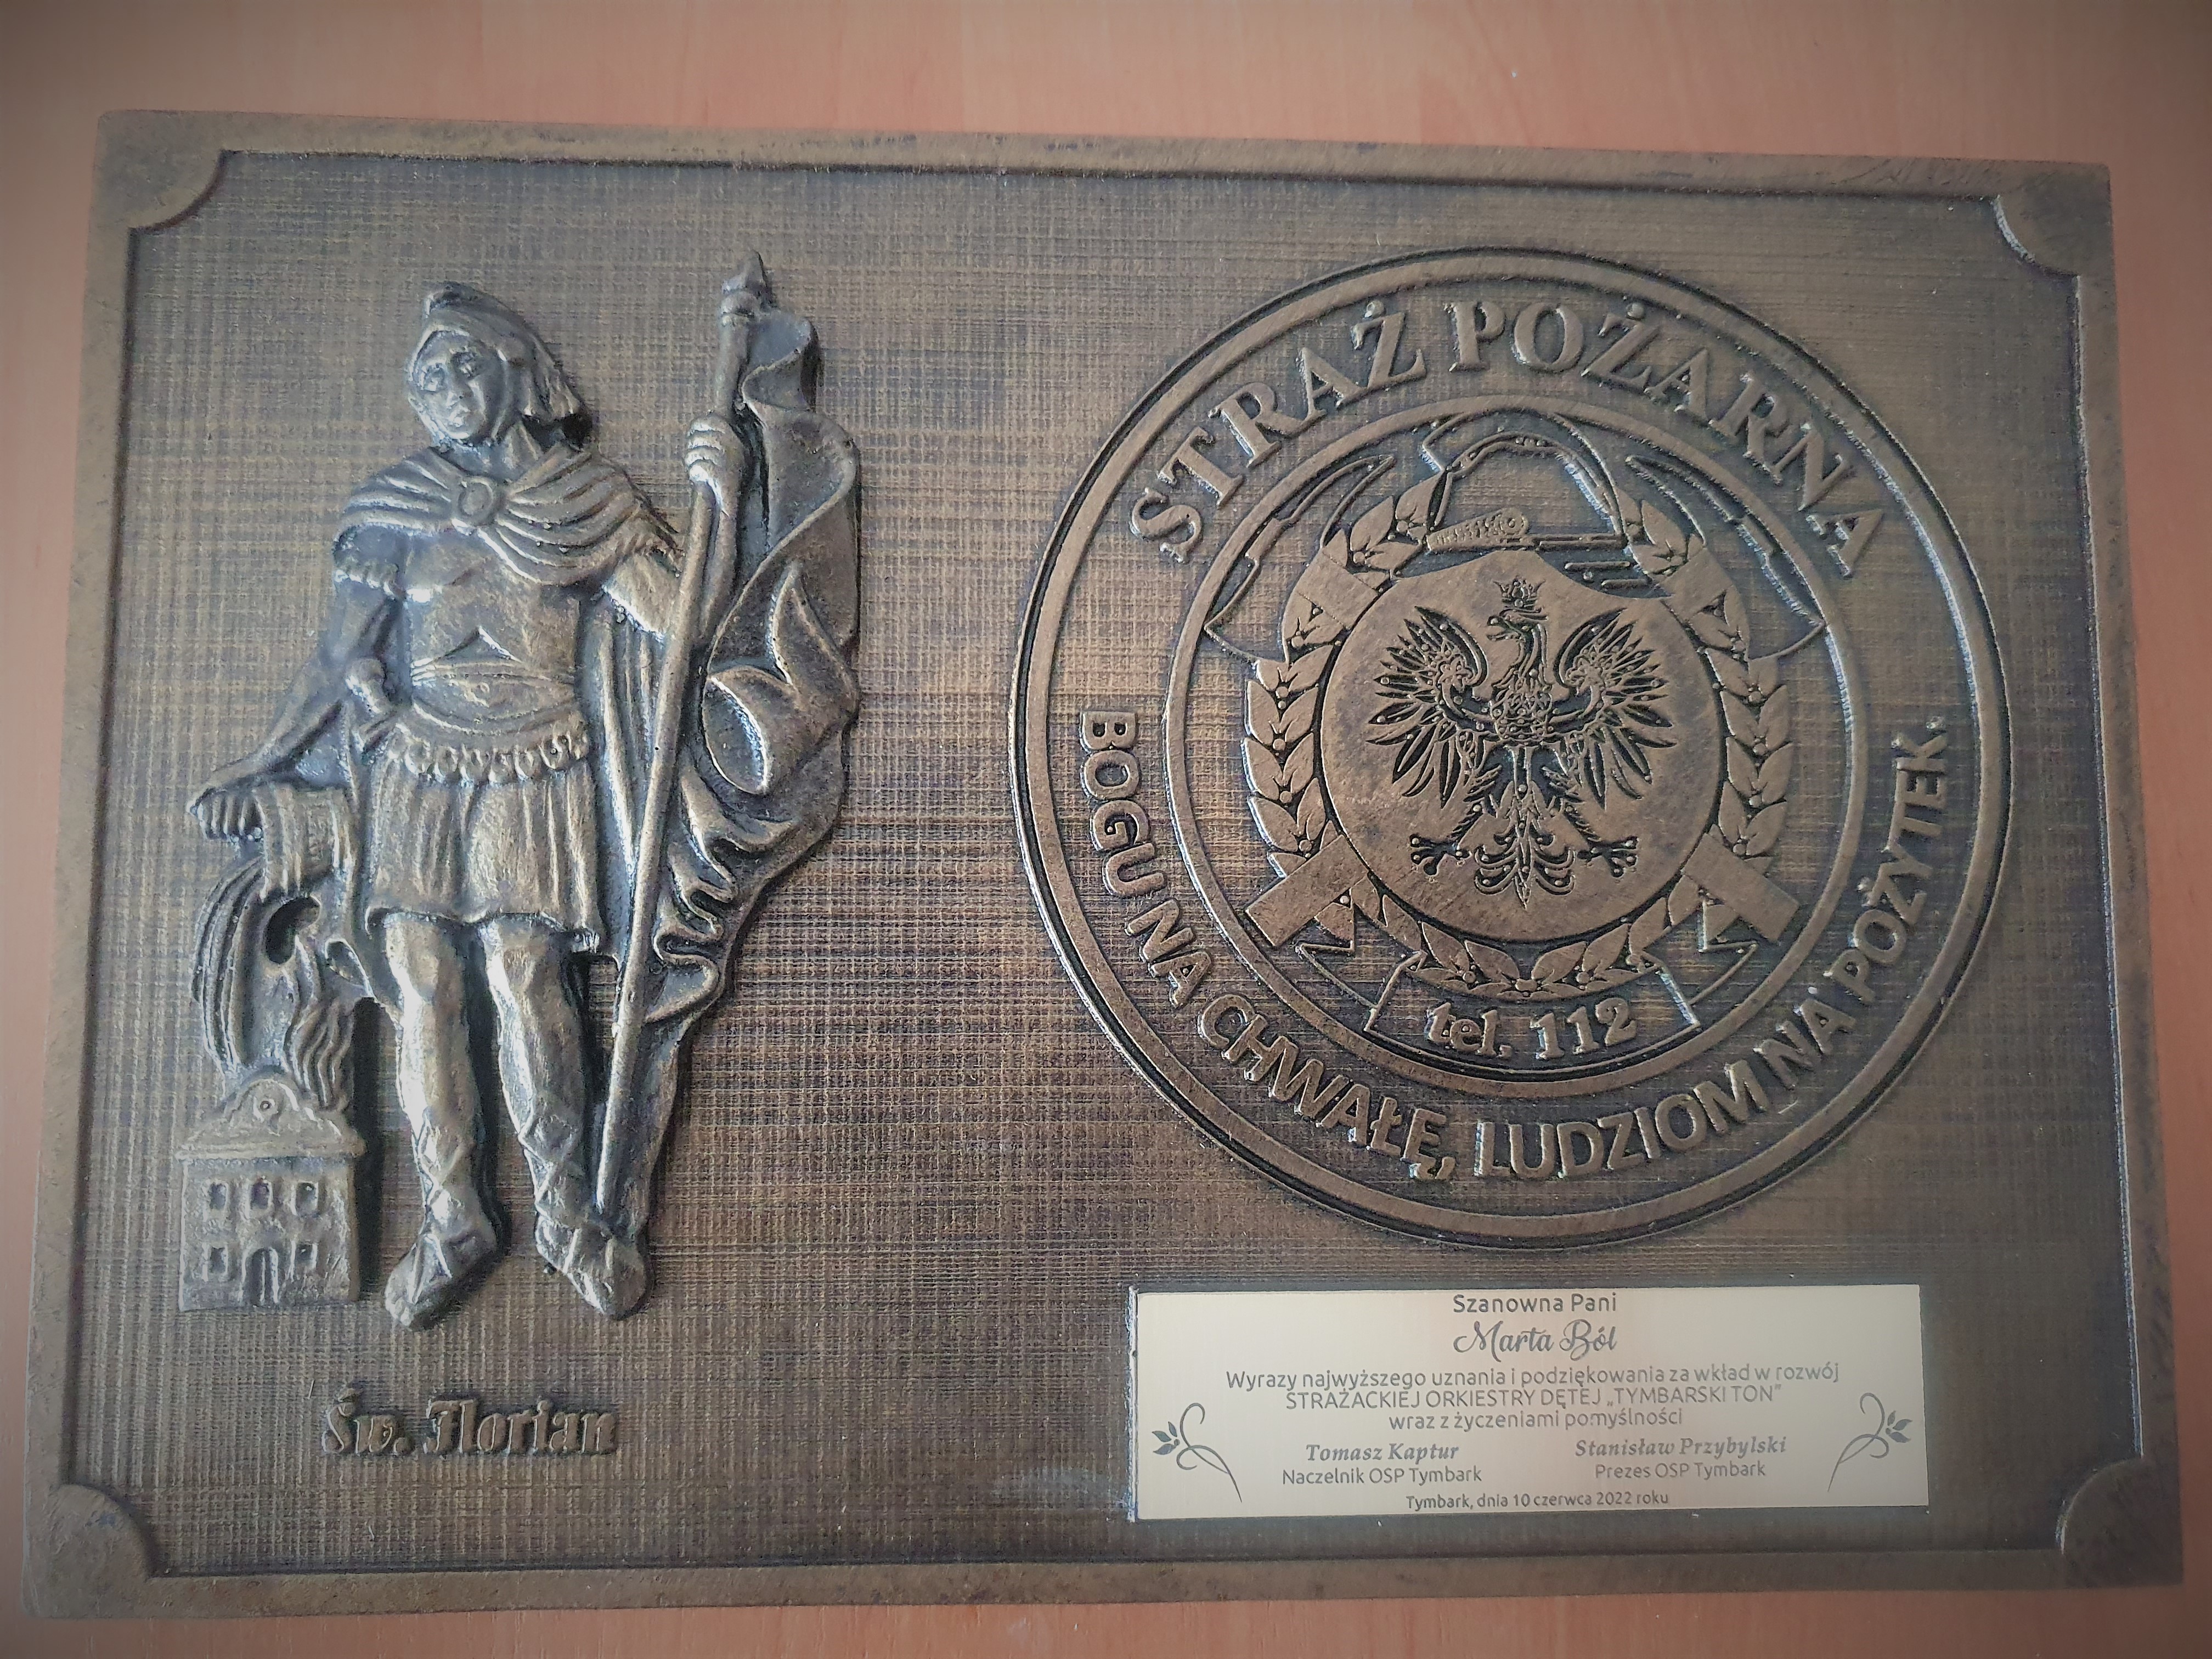 STRAŻ POŻARNA
BOGU NA CHWAŁĘ, LUDZIOM NA POŻYTEK.
tel. 112
Św. Florian
Szanowna Pani
Marta Ból
Wyrazy najwyższego uznania i podziękowania za wkład w rozwój
STRAŻACKIEJ ORKIESTRY DĘTEJ „TYMBARSKI TON”
wraz z życzeniami pomyślności
Tomasz Kaptur Stanisław Przybylski
Naczelnik OSP Tymbark Prezes OSP Tymbark
Tymbark, dnia 10 czerwca 2022 roku